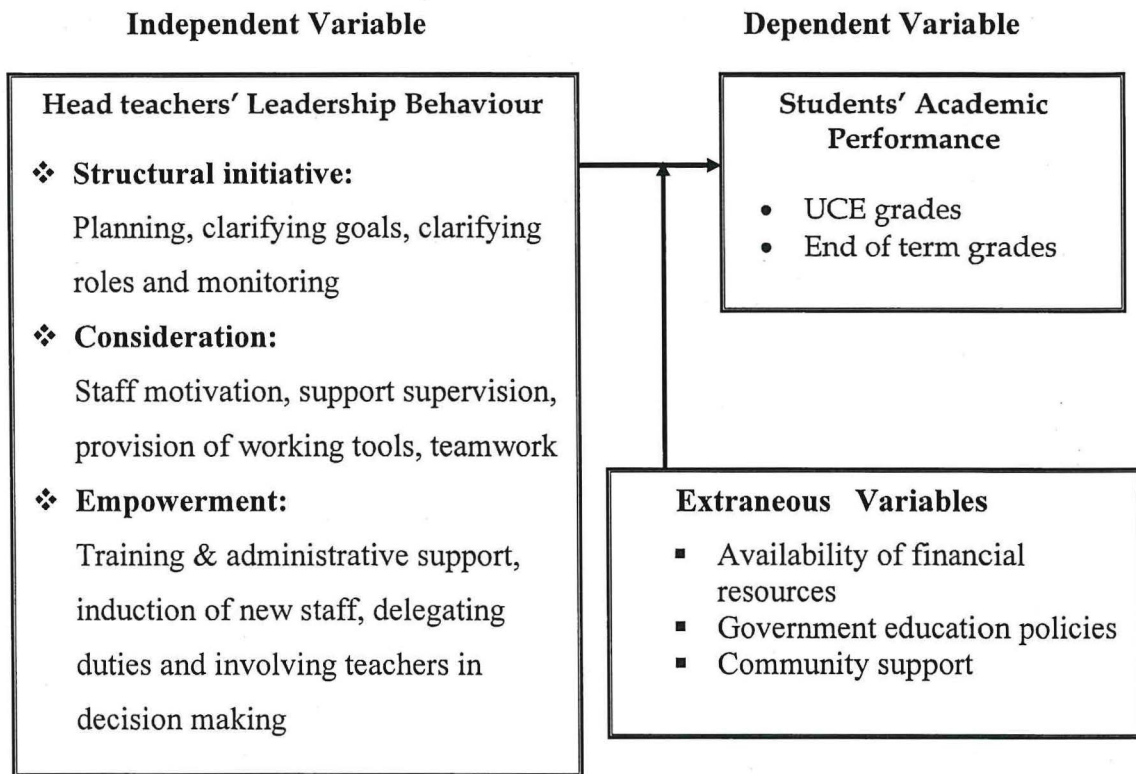 Independent Variable
Dependent Variable
Head teachers' Leadership Behaviour
❖ Structural initiative:
Planning, clarifying goals, clarifying
roles and monitoring
❖ Consideration:
Staff motivation, support supervision,
provision of working tools, teamwork
❖ Empowerment:
Training & administrative support,
induction of new staff, delegating
duties and involving teachers in
decision making
Students' Academic
Performance
• UCE grades
• End of term grades
Extraneous Variables
▪ Availability of financial
resources
▪ Government education policies
▪ Community support